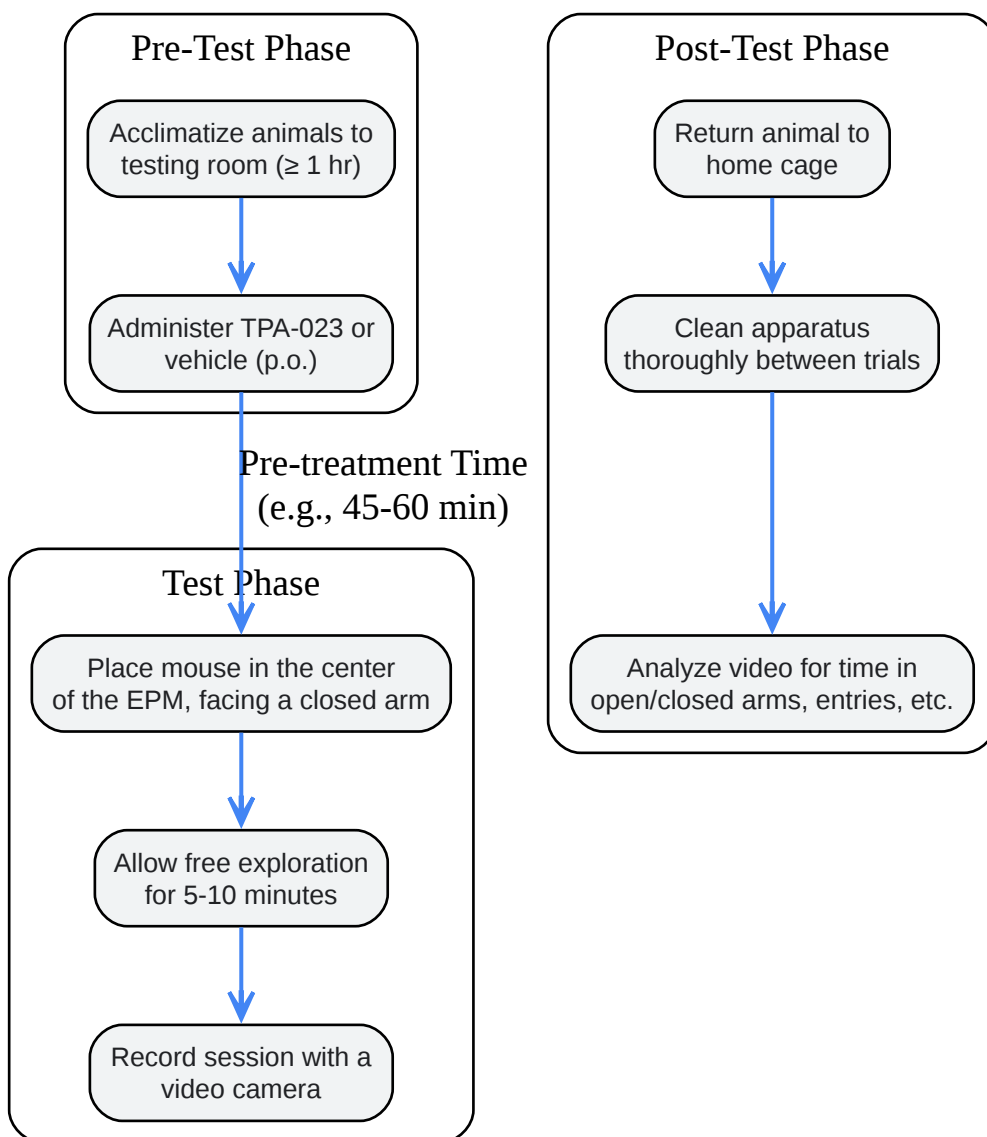 Pre-Test Phase
Acclimatize animals to
testing room (≥ 1 hr)
Administer TPA-023 or
vehicle (p.o.)
Pre-treatment Time
(e.g., 45-60 min)
Test Phase
Place mouse in the center
of the EPM, facing a closed arm
Allow free exploration
for 5-10 minutes
Record session with a
video camera
Post-Test Phase
Return animal to
home cage
Clean apparatus
thoroughly between trials
Analyze video for time in
open/closed arms, entries, etc.